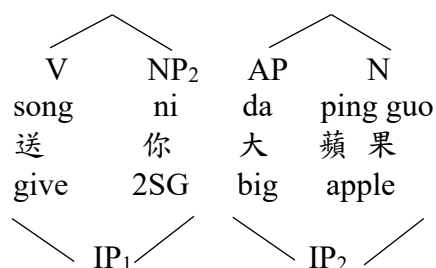 V NP₂ AP N
song ni da ping guo
送 你 大 蘋 果
give 2SG big apple
IP₁ IP₂